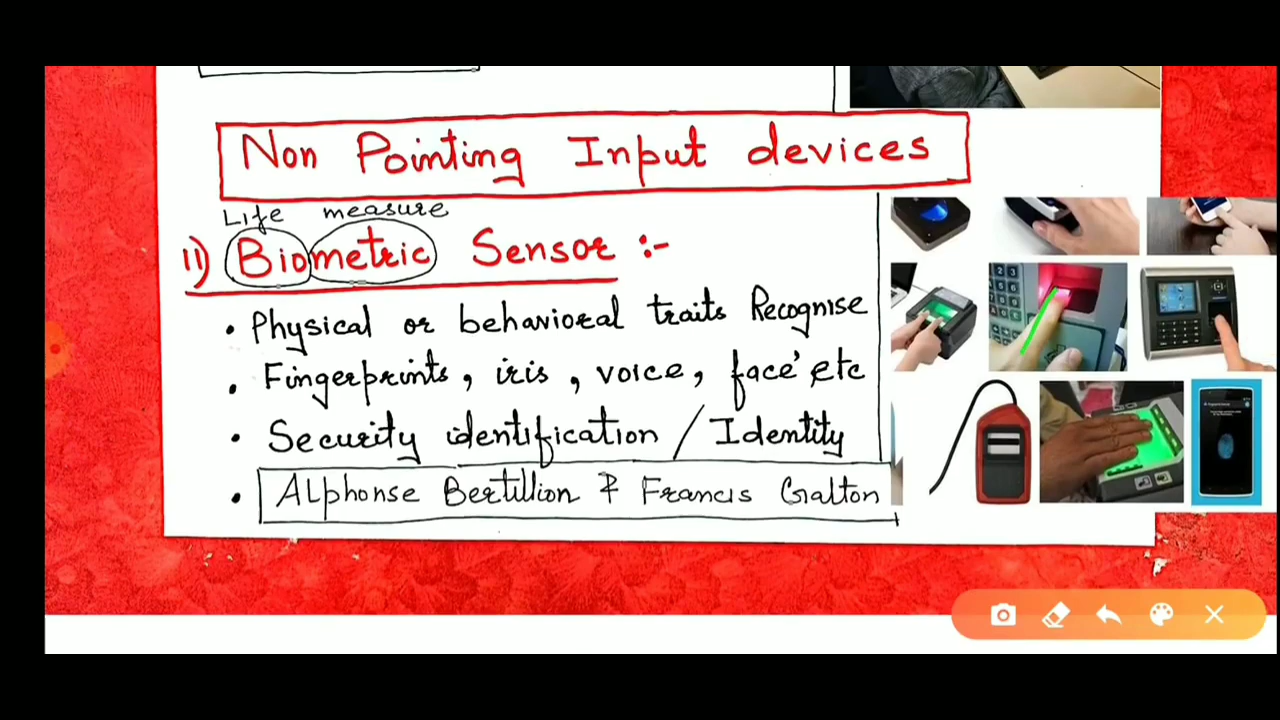 Non Pointing Input devices
Life measure
11) Biometric Sensor :-
• Physical or behavioral traits Recognise
• Fingerprints, iris, voice, face etc
• Security identification / Identity
• Alphonse Bertillion & Francis Galton